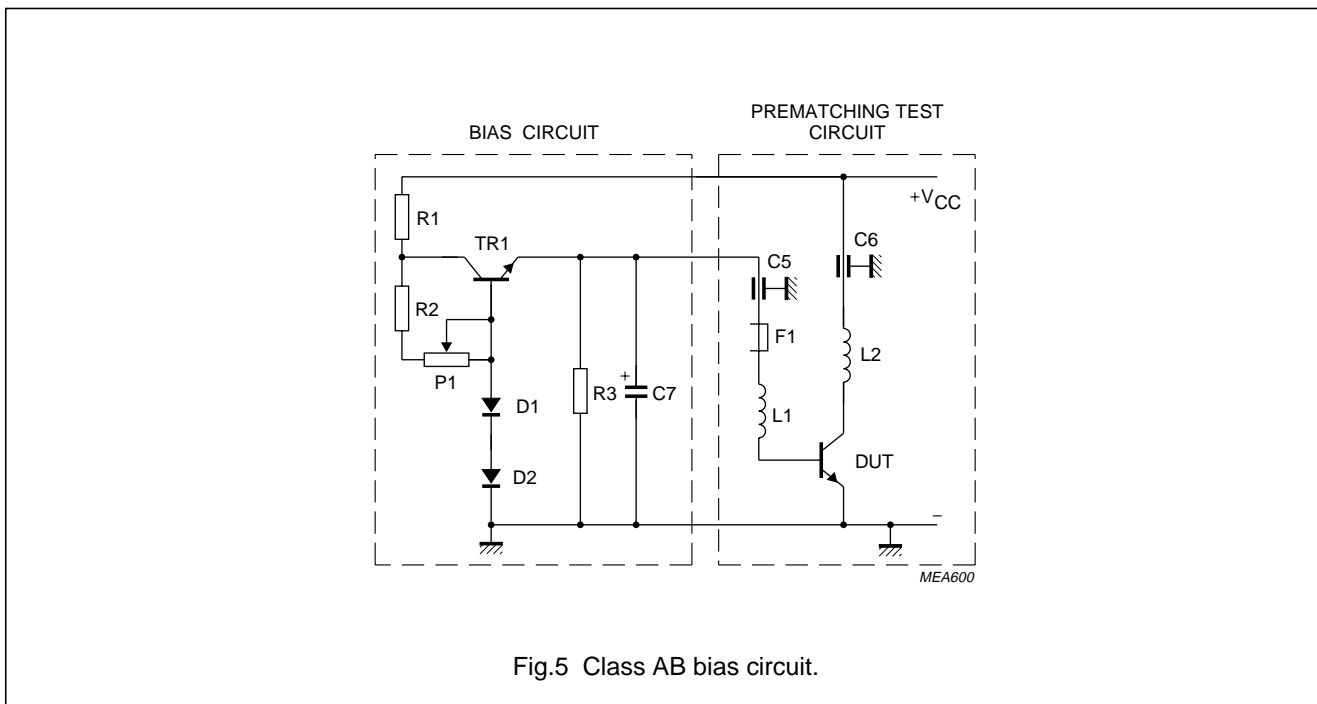 PREMATCHING TEST
CIRCUIT
BIAS CIRCUIT
+VCC
R1
TR1
C6
C5
R2
F1
L2
P1
+
R3
C7
D1
L1
DUT
D2
–
MEA600
Fig.5 Class AB bias circuit.